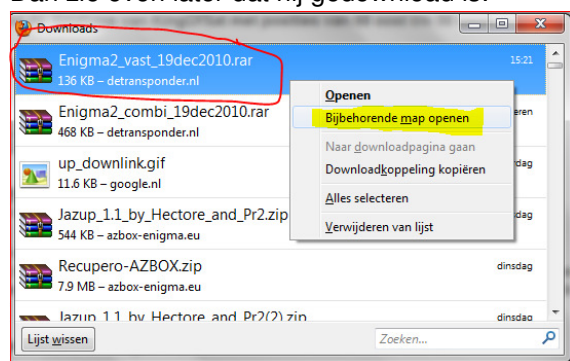 Dan zie even later dat hij gedownload is.
Downloads
Enigma2_vast_19dec2010.rar 15:21
136 KB – detransponder.nl
Openen
Enigma2_combi_19dec2010.rar
468 KB – detransponder.nl
Bijbehorende map openen
Naar downloadpagina gaan
up_downlink.gif
11.6 KB – google.nl
Downloadkoppeling kopiëren
Alles selecteren
Jazup_1.1_by_Hectore_and_Pr2.zip
544 KB – azbox-enigma.eu
Verwijderen van lijst
Recupero-AZBOX.zip dinsdag
7.9 MB – azbox-enigma.eu
Jazup_1.1_by_Hectore_and_Pr2(2).zip dinsdag
Lijst wissen Zoeken...